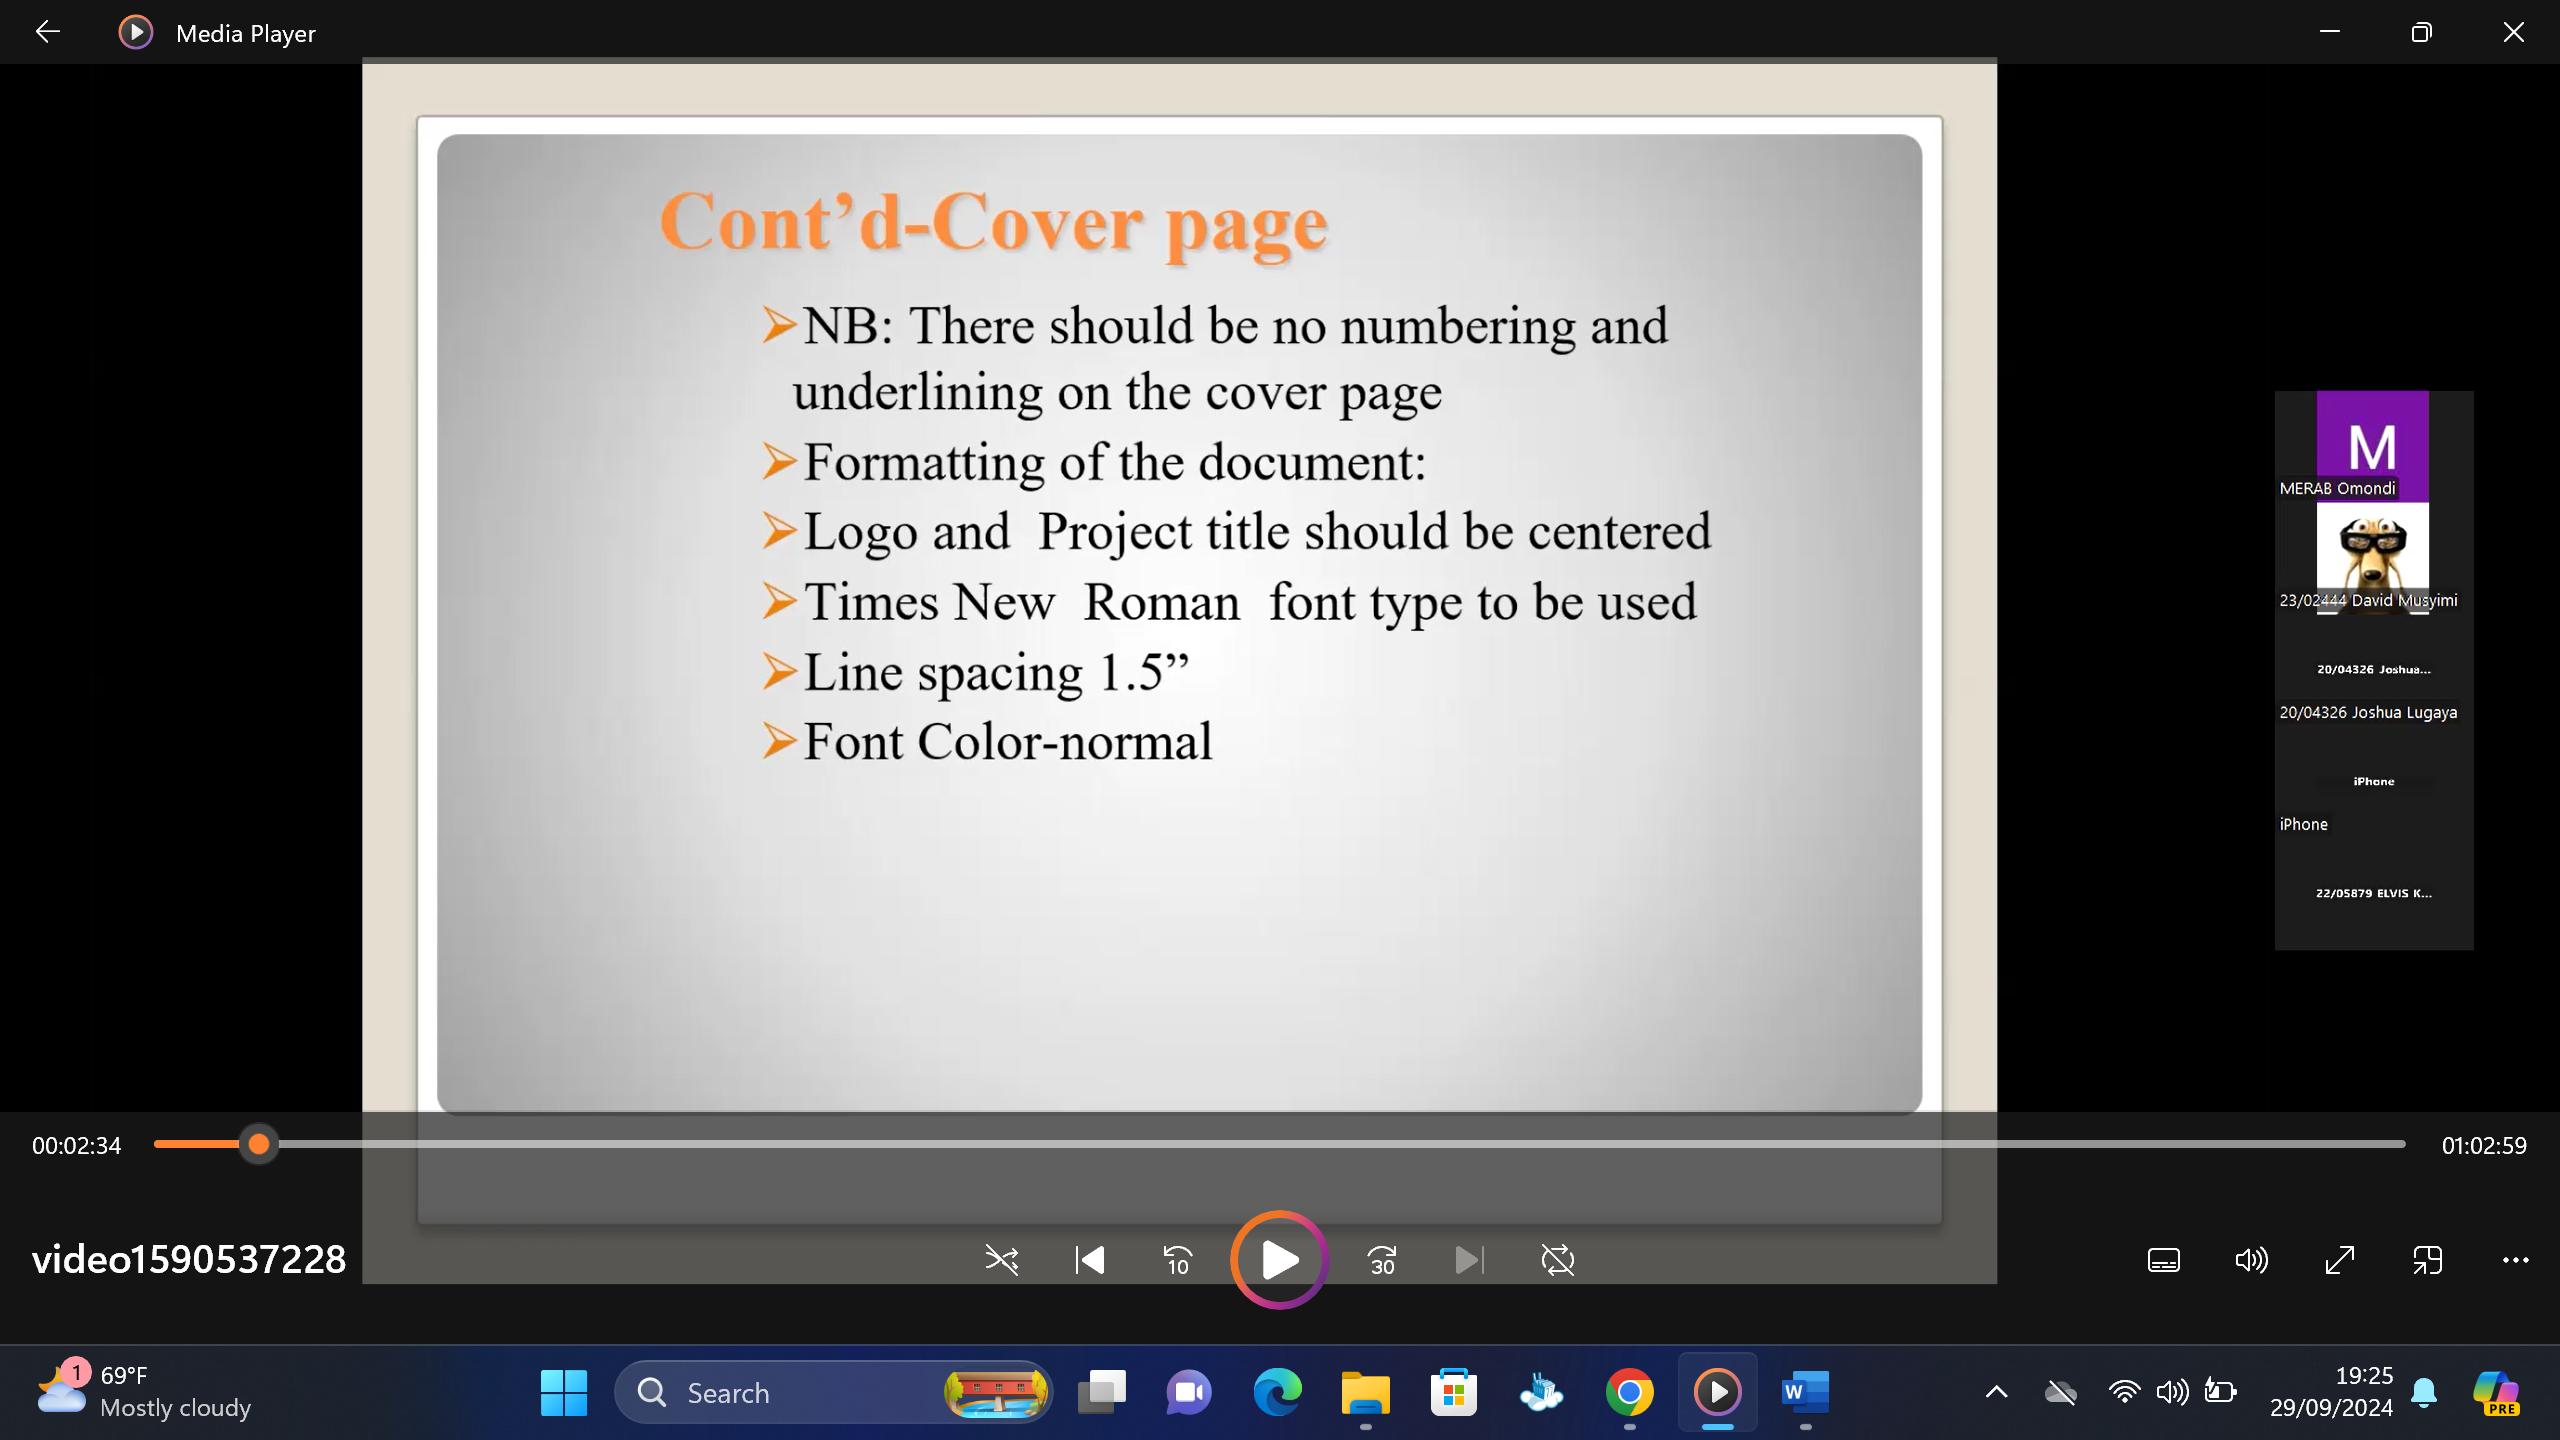 Media Player
Cont’d-Cover page
➢NB: There should be no numbering and
underlining on the cover page
➢Formatting of the document:
➢Logo and Project title should be centered
➢Times New Roman font type to be used
➢Line spacing 1.5”
➢Font Color-normal
M
MERAB Omondi
23/02444 David Musyimi
20/04326 Joshua...
20/04326 Joshua Lugaya
iPhone
iPhone
22/05879 ELVIS K...
00:02:34
01:02:59
video1590537228
10
30
1
69°F
Mostly cloudy
Search
W
19:25
29/09/2024
PRE